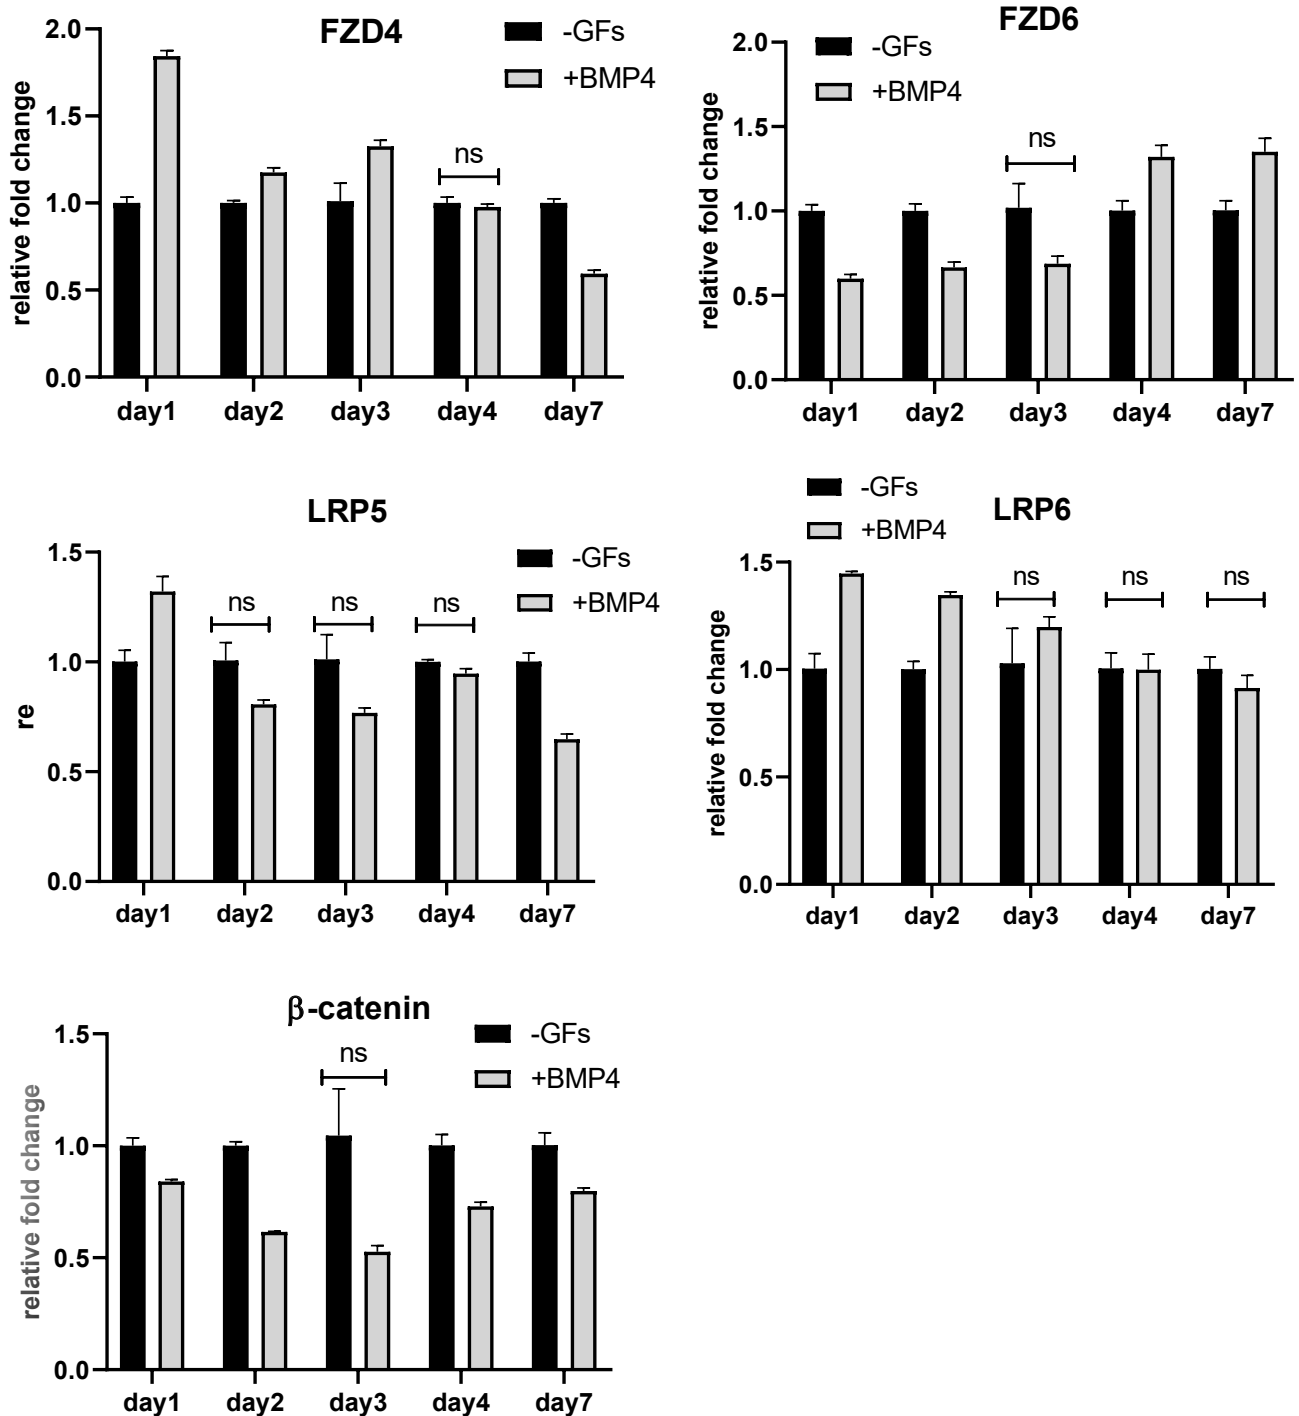 FZD4
-GFs
+BMP4
relative fold change
2.0
1.5
1.0
0.5
0.0
ns
day1 day2 day3 day4 day7
FZD6
-GFs
+BMP4
relative fold change
2.0
1.5
1.0
0.5
0.0
ns
day1 day2 day3 day4 day7
LRP5
-GFs
+BMP4
re
1.5
1.0
0.5
0.0
ns ns ns
day1 day2 day3 day4 day7
-GFs
+BMP4
LRP6
relative fold change
1.5
1.0
0.5
0.0
ns ns ns
day1 day2 day3 day4 day7
β-catenin
-GFs
+BMP4
relative fold change
1.5
1.0
0.5
0.0
ns
day1 day2 day3 day4 day7